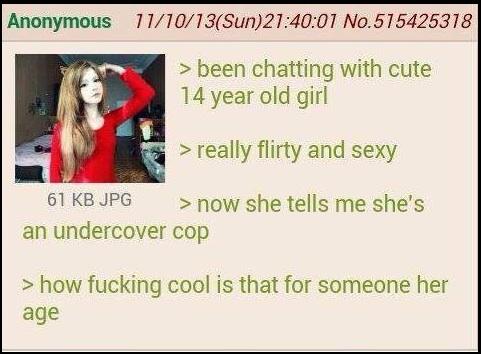 Anonymous 11/10/13(Sun)21:40:01 No.515425318
> been chatting with cute
14 year old girl
> really flirty and sexy
61 KB JPG
> now she tells me she's
an undercover cop
> how fucking cool is that for someone her
age